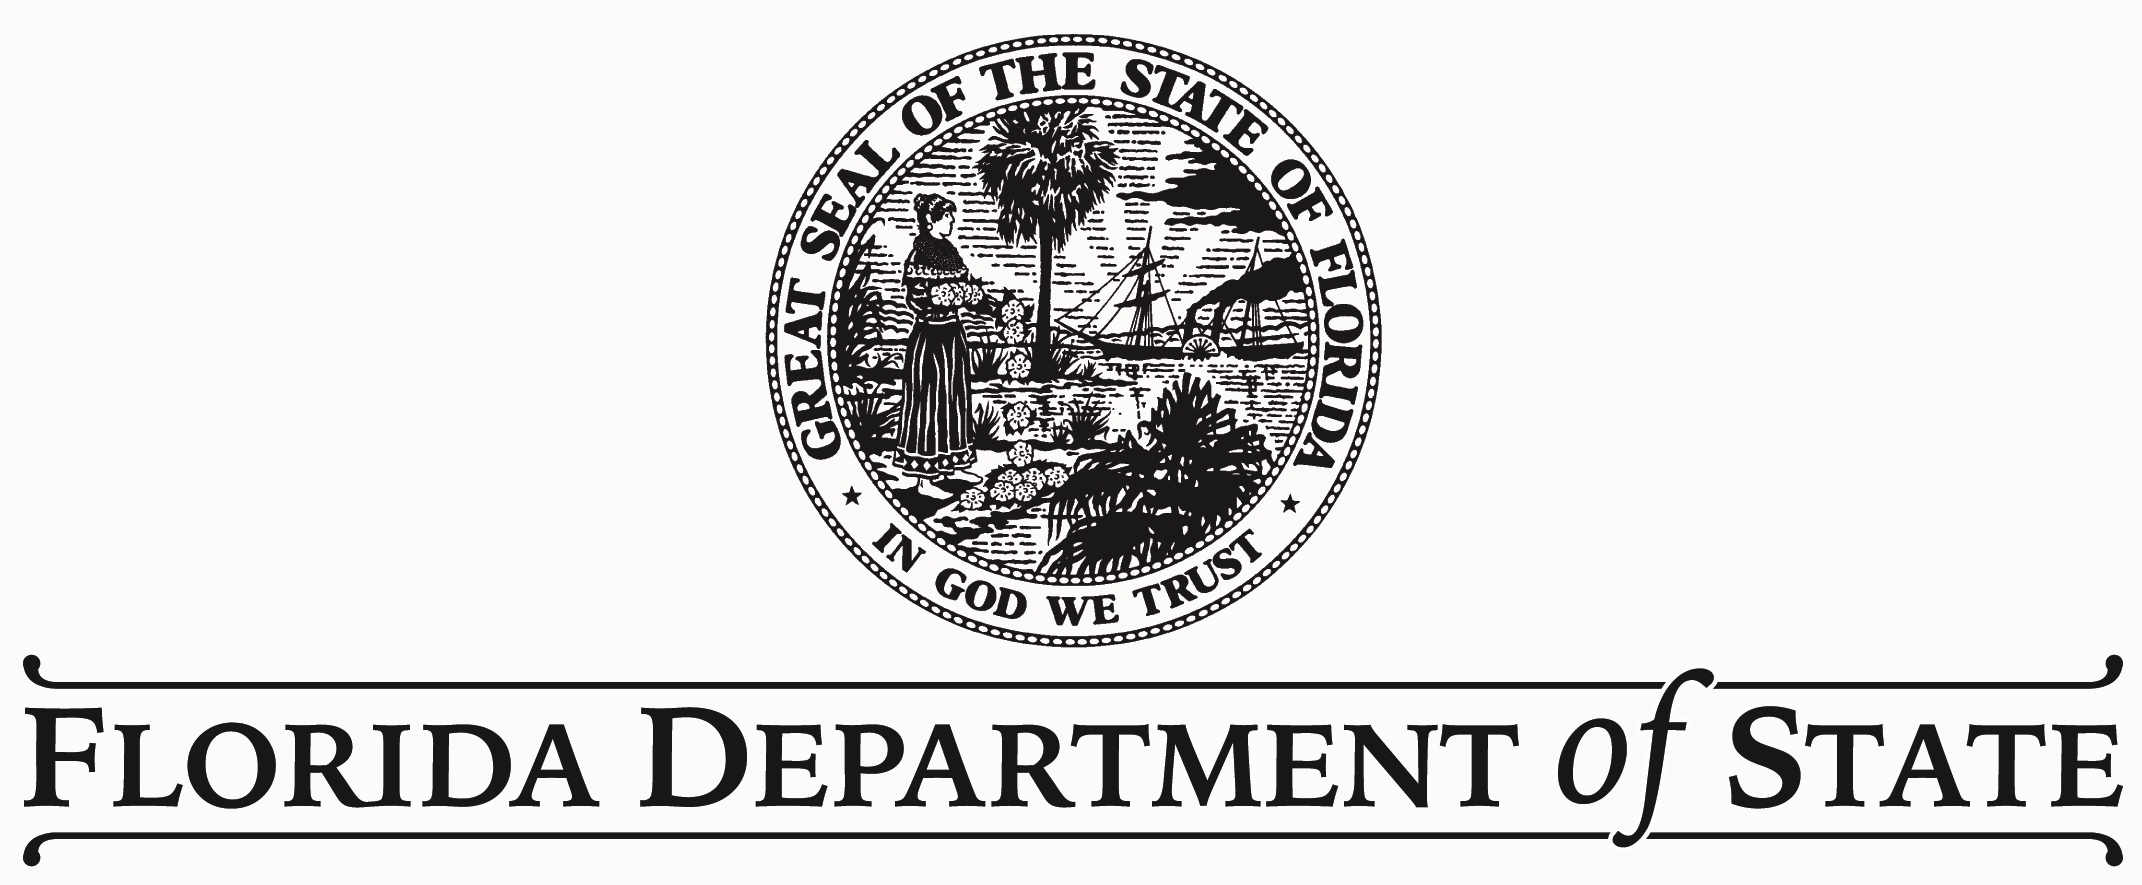 GREAT SEAL OF THE STATE OF FLORIDA
IN GOD WE TRUST
FLORIDA DEPARTMENT of STATE